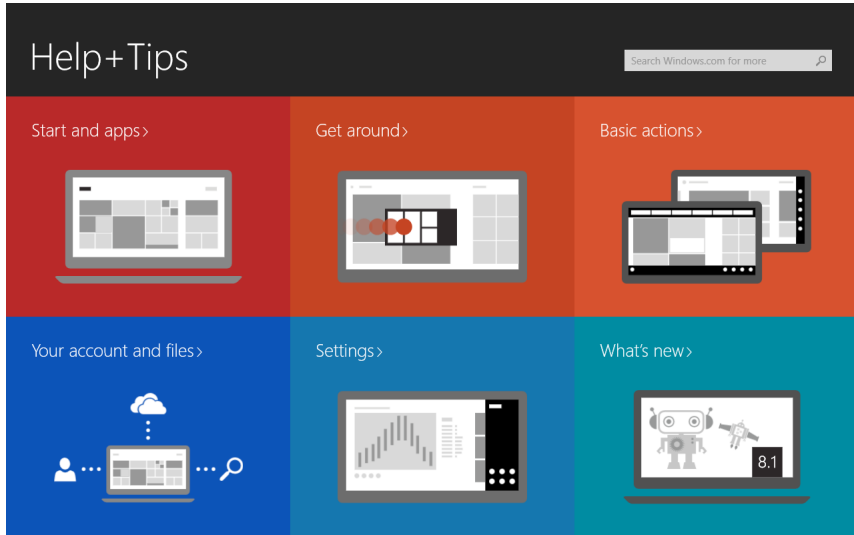 Help+Tips
Search Windows.com for more
Start and apps›
Get around›
Basic actions›
Your account and files›
Settings›
What's new›
8.1